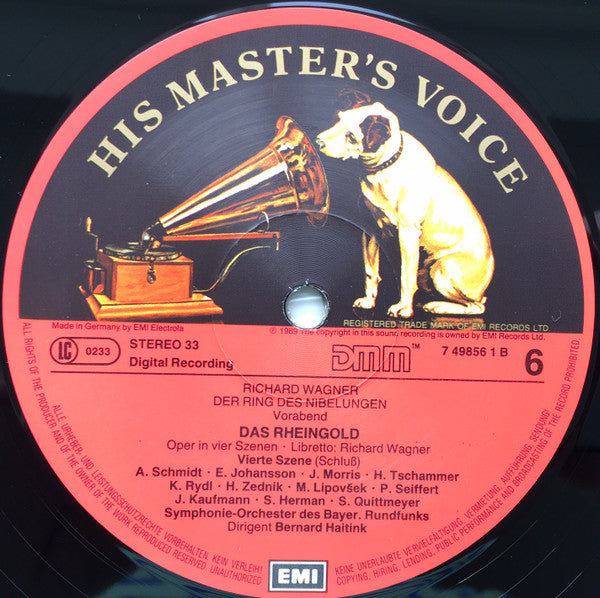 HIS MASTER'S VOICE
Made in Germany by EMI Electrola
REGISTERED TRADE MARK OF EMI RECORDS LTD.
℗ 1989 The copyright in this sound recording is owned by EMI Records Ltd.
LC 0233
STEREO 33
Digital Recording
DMM™
7 49856 1 B
6
RICHARD WAGNER
DER RING DES NIBELUNGEN
Vorabend
DAS RHEINGOLD
Oper in vier Szenen · Libretto: Richard Wagner
Vierte Szene (Schluß)
A. Schmidt · E. Johansson · J. Morris · H. Tschammer
K. Rydl · H. Zednik · M. Lipovšek · P. Seiffert
J. Kaufmann · S. Herman · S. Quittmeyer
Symphonie-Orchester des Bayer. Rundfunks
Dirigent Bernard Haitink
EMI
ALL RIGHTS OF THE PRODUCER AND OF THE OWNER OF THE WORK REPRODUCED RESERVED. UNAUTHORIZED
COPYING, HIRING, LENDING, PUBLIC PERFORMANCE AND BROADCASTING OF THE RECORD PROHIBITED
ALLE URHEBER- UND LEISTUNGSSCHUTZRECHTE VORBEHALTEN. KEIN VERLEIH!
KEINE UNERLAUBTE VERVIELFÄLTIGUNG, VERMIETUNG, AUFFÜHRUNG, SENDUNG!